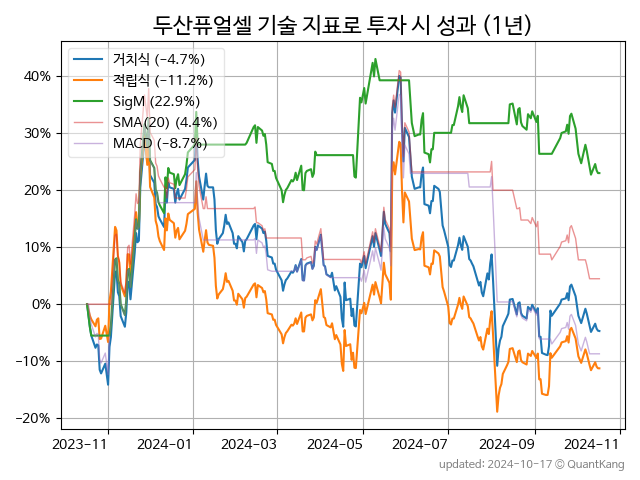 두산퓨얼셀 기술 지표로 투자 시 성과 (1년)
거치식 (−4.7%)
적립식 (−11.2%)
SigM (22.9%)
SMA(20) (4.4%)
MACD (−8.7%)
40%
30%
20%
10%
0%
−10%
−20%
2023-11
2024-01
2024-03
2024-05
2024-07
2024-09
2024-11
updated: 2024-10-17 © QuantKang